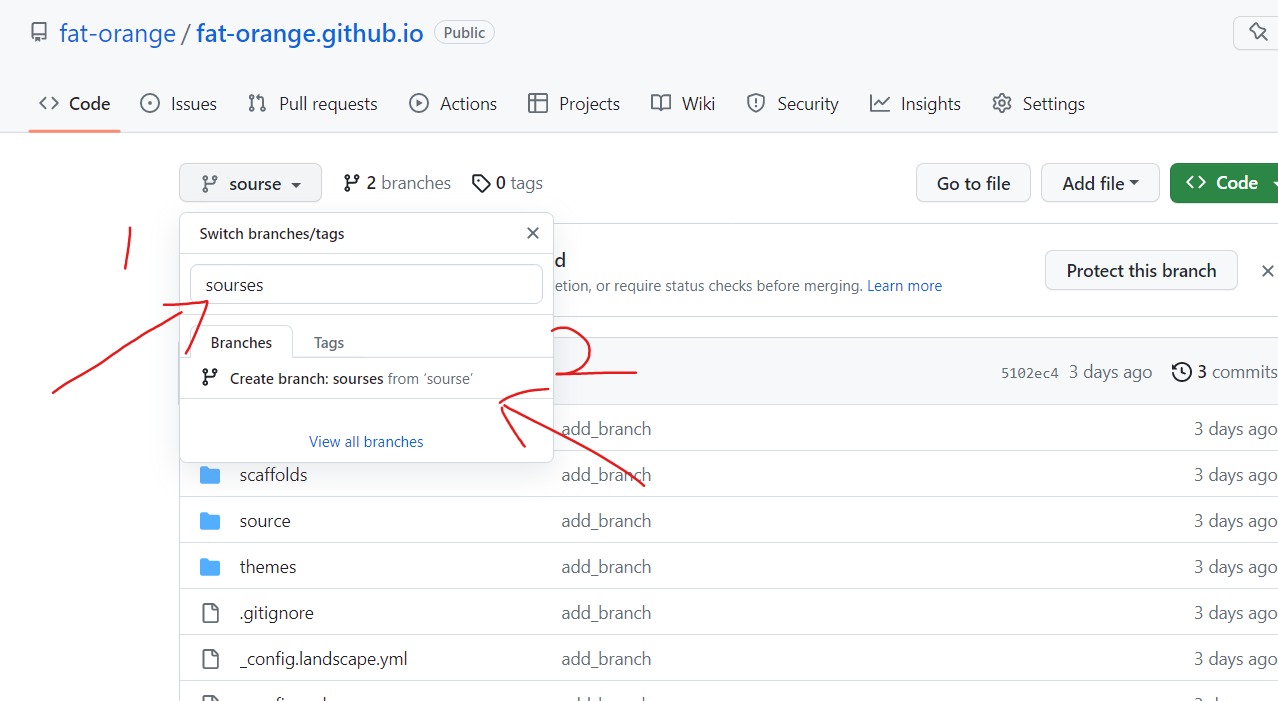 fat-orange / fat-orange.github.io Public
Code Issues Pull requests Actions Projects Wiki Security Insights Settings
sourse 2 branches 0 tags Go to file Add file Code
Switch branches/tags
d
sourses
etion, or require status checks before merging. Learn more
Protect this branch
1
Branches Tags
2
Create branch: sourses from ‘sourse’
5102ec4 3 days ago 3 commits
add_branch 3 days ago
View all branches
scaffolds add_branch 3 days ago
source add_branch 3 days ago
themes add_branch 3 days ago
.gitignore add_branch 3 days ago
_config.landscape.yml add_branch 3 days ago